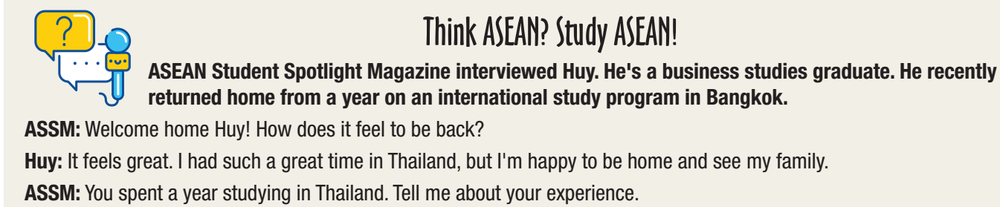 Think ASEAN? Study ASEAN!
ASEAN Student Spotlight Magazine interviewed Huy. He's a business studies graduate. He recently
returned home from a year on an international study program in Bangkok.
ASSM: Welcome home Huy! How does it feel to be back?
Huy: It feels great. I had such a great time in Thailand, but I'm happy to be home and see my family.
ASSM: You spent a year studying in Thailand. Tell me about your experience.